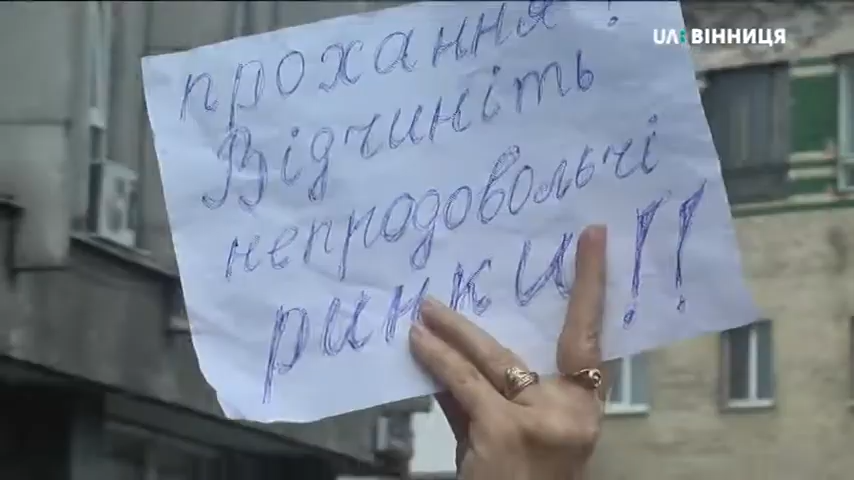 UA:ВІННИЦЯ
прохання!
Відчиніть
непродовольчі
ринки!!